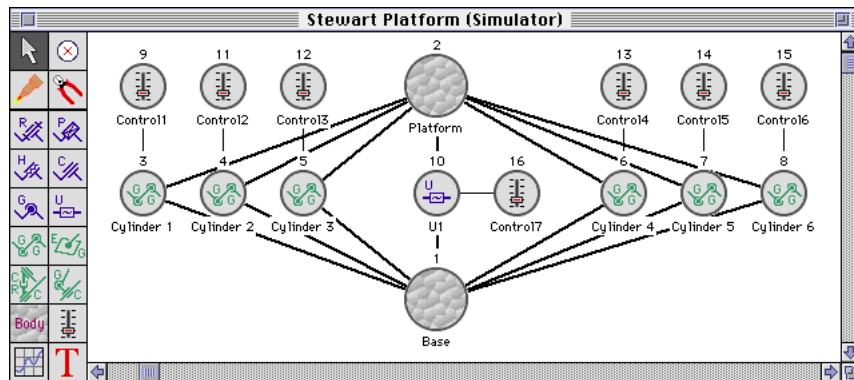 Stewart Platform (Simulator)
9 11 12 2 13 14 15
Control1 Control2 Control3 Platform Control4 Control5 Control6
3 4 5 10 16 6 7 8
U
G G G G G G G G G G G G
Cylinder 1 Cylinder 2 Cylinder 3 U1 Control7 Cylinder 4 Cylinder 5 Cylinder 6
1
Base
R P
H C
G U
G G E G
C R C G C
Body
T